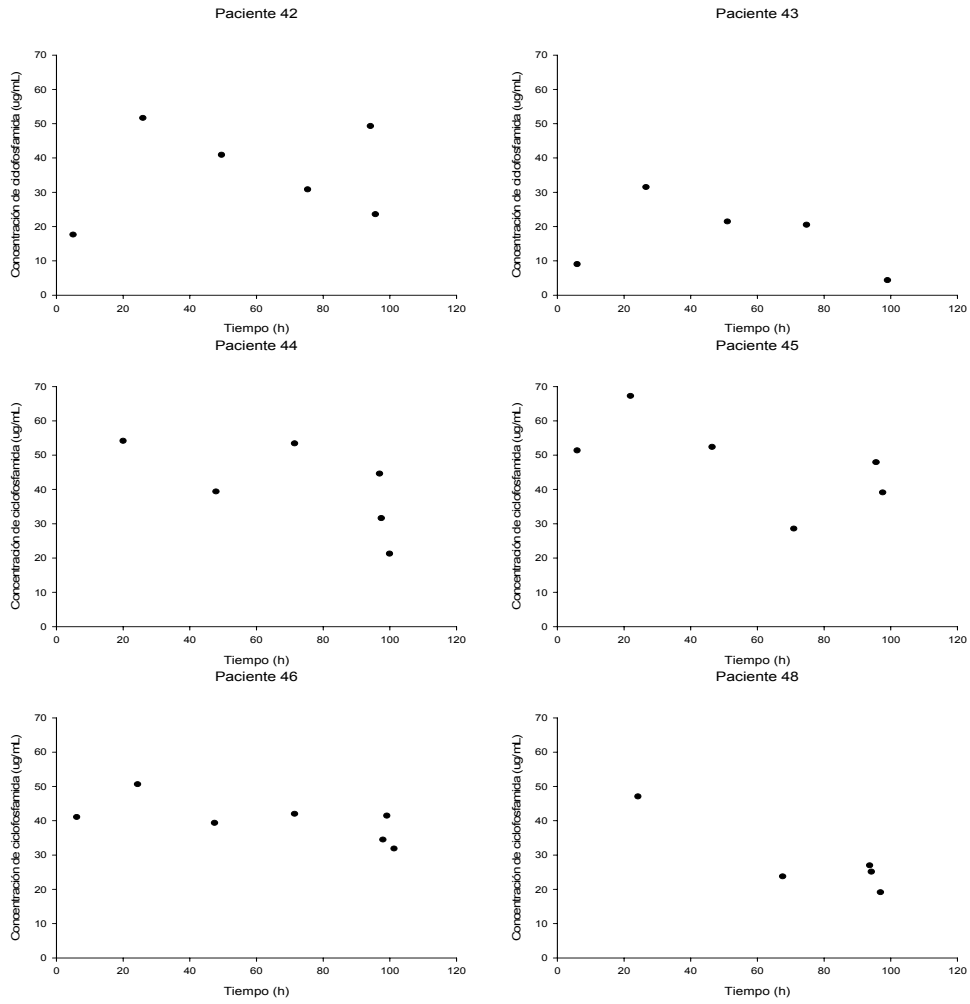 Paciente 42
Concentración de ciclofosfamida (ug/mL)
70
60
50
40
30
20
10
0
0 20 40 60 80 100 120
Tiempo (h)
Paciente 43
Concentración de ciclofosfamida (ug/mL)
70
60
50
40
30
20
10
0
0 20 40 60 80 100 120
Tiempo (h)
Paciente 44
Concentración de ciclofosfamida (ug/mL)
70
60
50
40
30
20
10
0
0 20 40 60 80 100 120
Tiempo (h)
Paciente 45
Concentración de ciclofosfamida (ug/mL)
70
60
50
40
30
20
10
0
0 20 40 60 80 100 120
Tiempo (h)
Paciente 46
Concentración de ciclofosfamida (ug/mL)
70
60
50
40
30
20
10
0
0 20 40 60 80 100 120
Tiempo (h)
Paciente 48
Concentración de ciclofosfamida (ug/mL)
70
60
50
40
30
20
10
0
0 20 40 60 80 100 120
Tiempo (h)